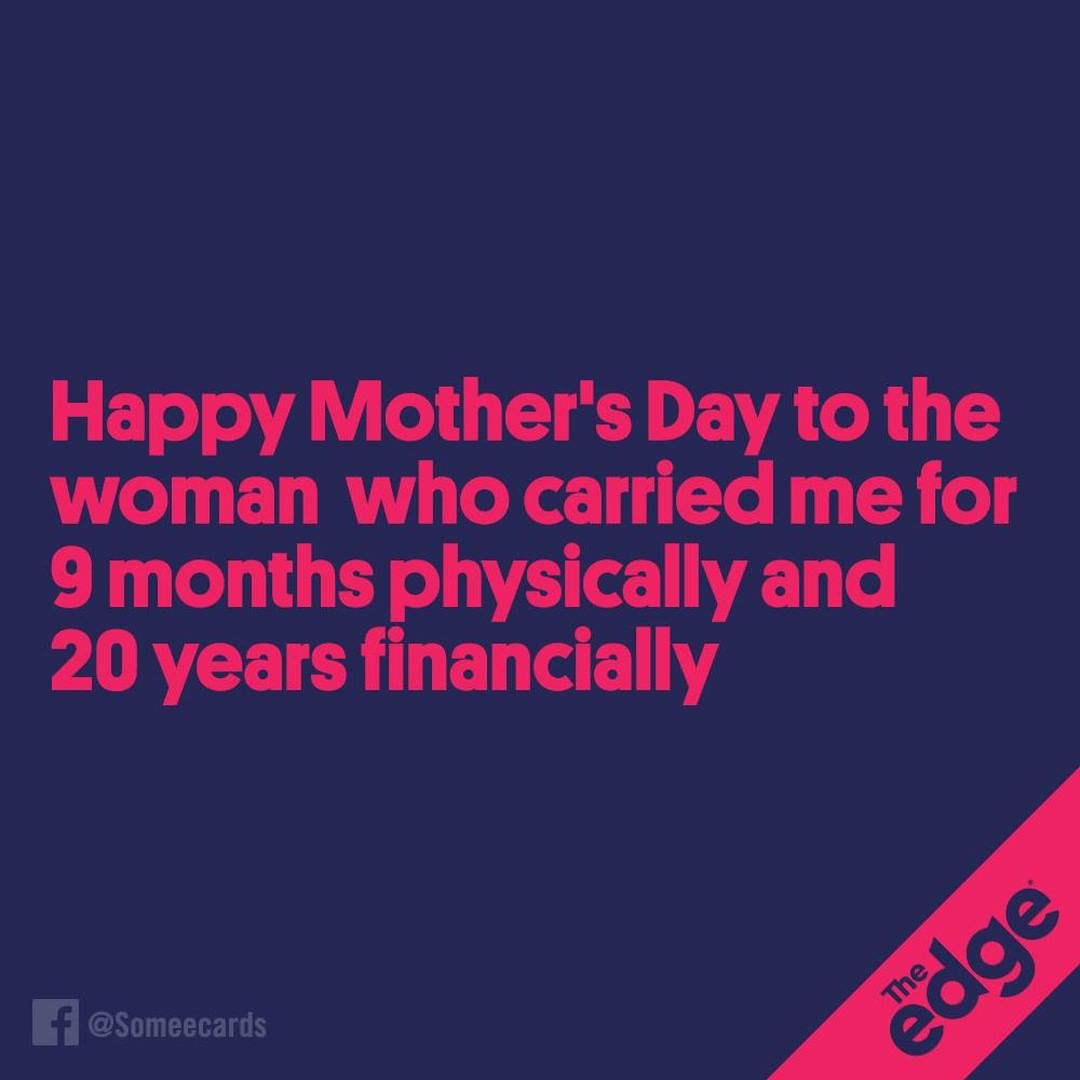 Happy Mother's Day to the
woman  who carried me for
9 months physically and
20 years financially
The
edge
@Someecards